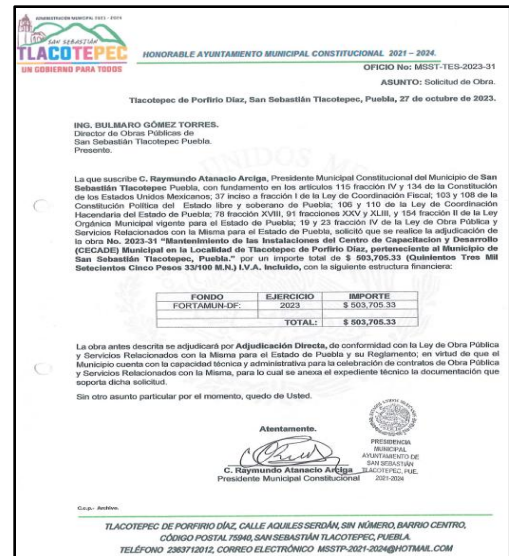 ADMINISTRACIÓN MUNICIPAL 2021 - 2024
SAN SEBASTIÁN
TLACOTEPEC
UN GOBIERNO PARA TODOS
HONORABLE AYUNTAMIENTO MUNICIPAL CONSTITUCIONAL 2021 – 2024.
OFICIO No: MSST-TES-2023-31
ASUNTO: Solicitud de Obra.
Tlacotepec de Porfirio Díaz, San Sebastián Tlacotepec, Puebla, 27 de octubre de 2023.
ING. BULMARO GÓMEZ TORRES.
Director de Obras Públicas de
San Sebastián Tlacotepec Puebla.
Presente.
La que suscribe C. Raymundo Atanacio Arciga, Presidente Municipal Constitucional del Municipio de San
Sebastián Tlacotepec Puebla, con fundamento en los artículos 115 fracción IV y 134 de la Constitución
de los Estados Unidos Mexicanos; 37 inciso a fracción I de la Ley de Coordinación Fiscal; 103 y 108 de la
Constitución Política del Estado libre y soberano de Puebla; 106 y 110 de la Ley de Coordinación
Hacendaria del Estado de Puebla; 78 fracción XVIII, 91 fracciones XXV y XLIII, y 154 fracción II de la Ley
Orgánica Municipal vigente para el Estado de Puebla; 19 y 23 fracción IV de la Ley de Obra Pública y
Servicios Relacionados con la Misma para el Estado de Puebla, solicitó que se realice la adjudicación de
la obra No. 2023-31 "Mantenimiento de las Instalaciones del Centro de Capacitacion y Desarrollo
(CECADE) Municipal en la Localidad de Tlacotepec de Porfirio Díaz, perteneciente al Municipio de
San Sebastián Tlacotepec, Puebla." por un importe total de $ 503,705.33 (Quinientos Tres Mil
Setecientos Cinco Pesos 33/100 M.N.) I.V.A. Incluido, con la siguiente estructura financiera:
FONDO EJERCICIO IMPORTE
FORTAMUN-DF: 2023 $ 503,705.33
TOTAL: $ 503,705.33
La obra antes descrita se adjudicará por Adjudicación Directa, de conformidad con la Ley de Obra Pública
y Servicios Relacionados con la Misma para el Estado de Puebla y su Reglamento; en virtud de que el
Municipio cuenta con la capacidad técnica y administrativa para la celebración de contratos de Obra Pública
y Servicios Relacionados con la Misma, para lo cual se anexa el expediente técnico la documentación que
soporta dicha solicitud.
Sin otro asunto particular por el momento, quedo de Usted.
Atentamente.
C. Raymundo Atanacio Arciga
Presidente Municipal Constitucional
PRESIDENCIA
MUNICIPAL
AYUNTAMIENTO DE
SAN SEBASTIÁN
TLACOTEPEC, PUE.
2021-2024
C.c.p.- Archivo.
TLACOTEPEC DE PORFIRIO DÍAZ, CALLE AQUILES SERDÁN, SIN NÚMERO, BARRIO CENTRO,
CÓDIGO POSTAL 75940, SAN SEBASTIÁN TLACOTEPEC, PUEBLA.
TELÉFONO 2363712012, CORREO ELECTRÓNICO MSSTP-2021-2024@HOTMAIL.COM